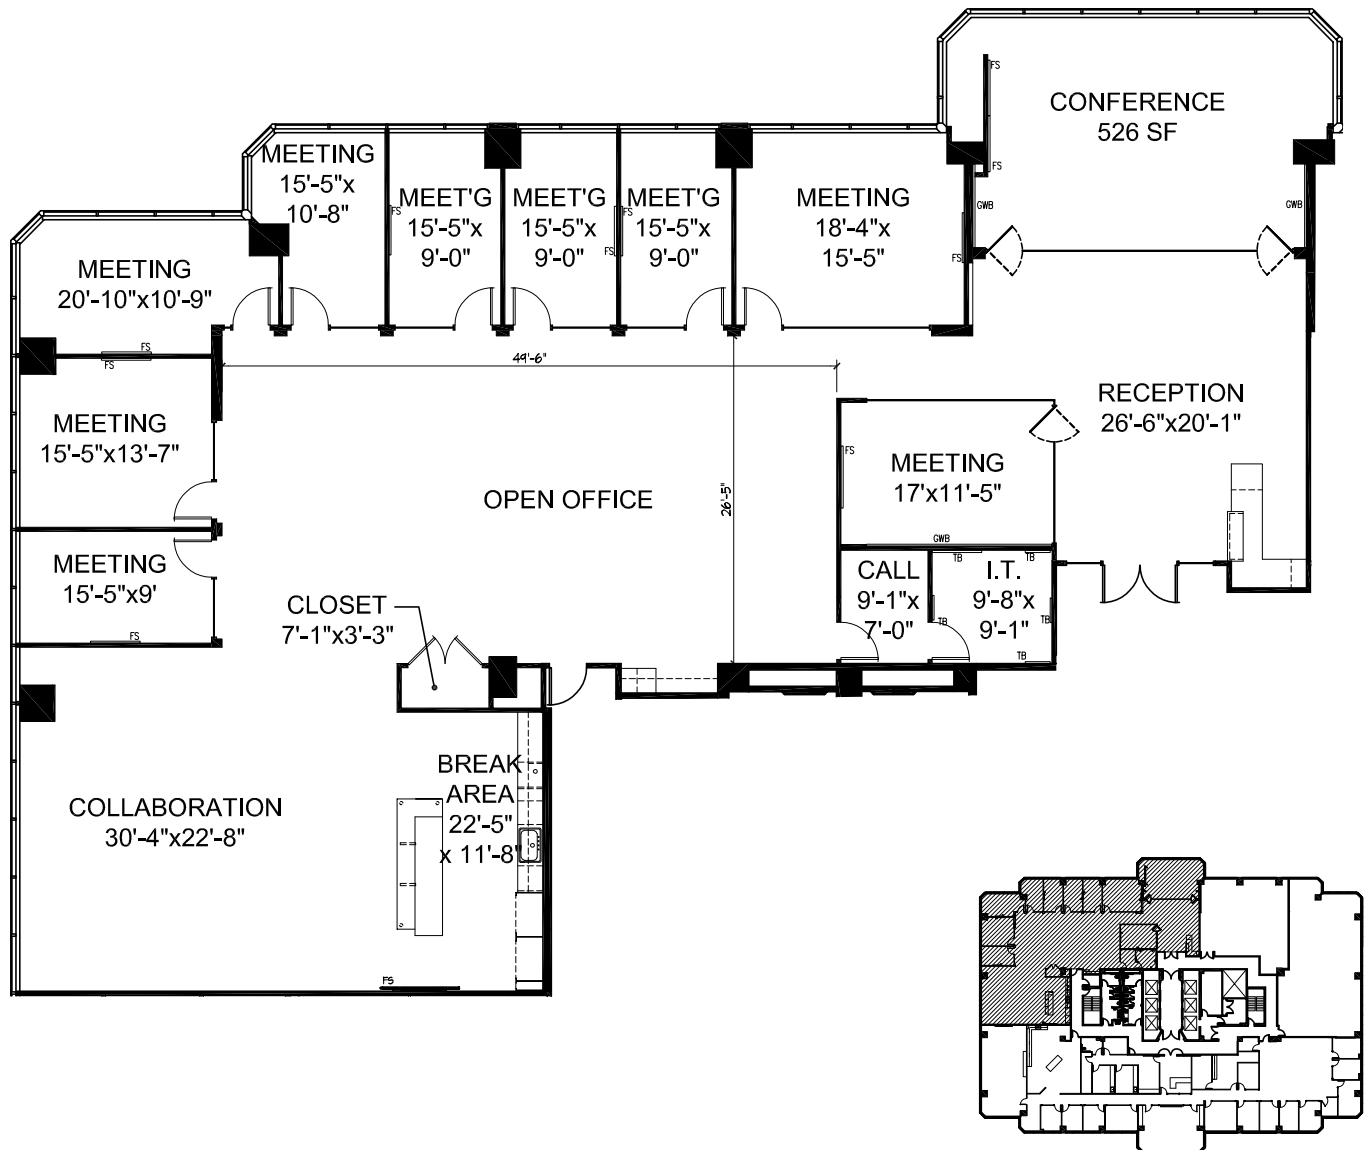 CONFERENCE
526 SF
FS
FS
GWB
GWB
MEETING
15'-5"x
10'-8"
FS
MEET'G
15'-5"x
9'-0"
MEET'G
15'-5"x
9'-0"
FS
FS
MEET'G
15'-5"x
9'-0"
MEETING
18'-4"x
15'-5"
FS
MEETING
20'-10"x10'-9"
FS
FS
49'-6"
MEETING
15'-5"x13'-7"
RECEPTION
26'-6"x20'-1"
FS
MEETING
17'x11'-5"
GWB
OPEN OFFICE
26'-5"
MEETING
15'-5"x9'
FS
CALL
9'-1"x
7'-0"
TB
TB
I.T.
9'-8"x
9'-1"
TB
TB
TB
CLOSET
7'-1"x3'-3"
BREAK
AREA
22'-5"
x 11'-8"
COLLABORATION
30'-4"x22'-8"
FS